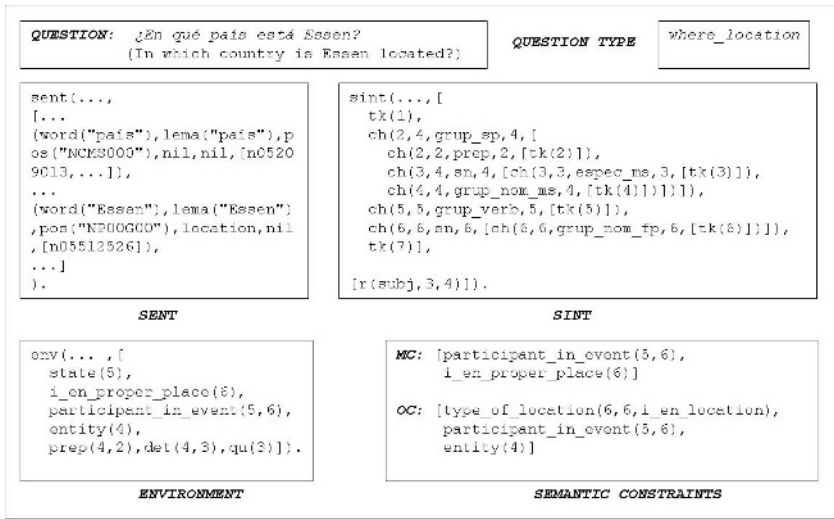 QUESTION: ¿En qué país está Essen?
(In which country is Essen located?)
QUESTION TYPE
where_location
sent(...,
[...
(word("país"),lema("país"),p
os("NCMS000"),nil,nil,[n0520
9013,...]),
...
(word("Essen"),lema("Essen")
,pos("NP00G00"),location,nil
,[n05512526]),
...]
).
SENT
sint(...,[
tk(1),
ch(2,4,grup_sp,4,[
ch(2,2,prep,2,[tk(2)]),
ch(3,4,sn,4,[ch(3,3,espec_ms,3,[tk(3)]),
ch(4,4,grup_nom_ms,4,[tk(4)])])]),
ch(5,5,grup_verb,5,[tk(5)]),
ch(6,6,sn,6,[ch(6,6,grup_nom_fp,6,[tk(6)])]),
tk(7)],
[r(subj,3,4)]).
SINT
env(... ,[
state(5),
i_en_proper_place(6),
participant_in_event(5,6),
entity(4),
prep(4,2),det(4,3),qu(3)]).
ENVIRONMENT
MC: [participant_in_event(5,6),
i_en_proper_place(6)]
OC: [type_of_location(6,6,i_en_location),
participant_in_event(5,6),
entity(4)]
SEMANTIC CONSTRAINTS